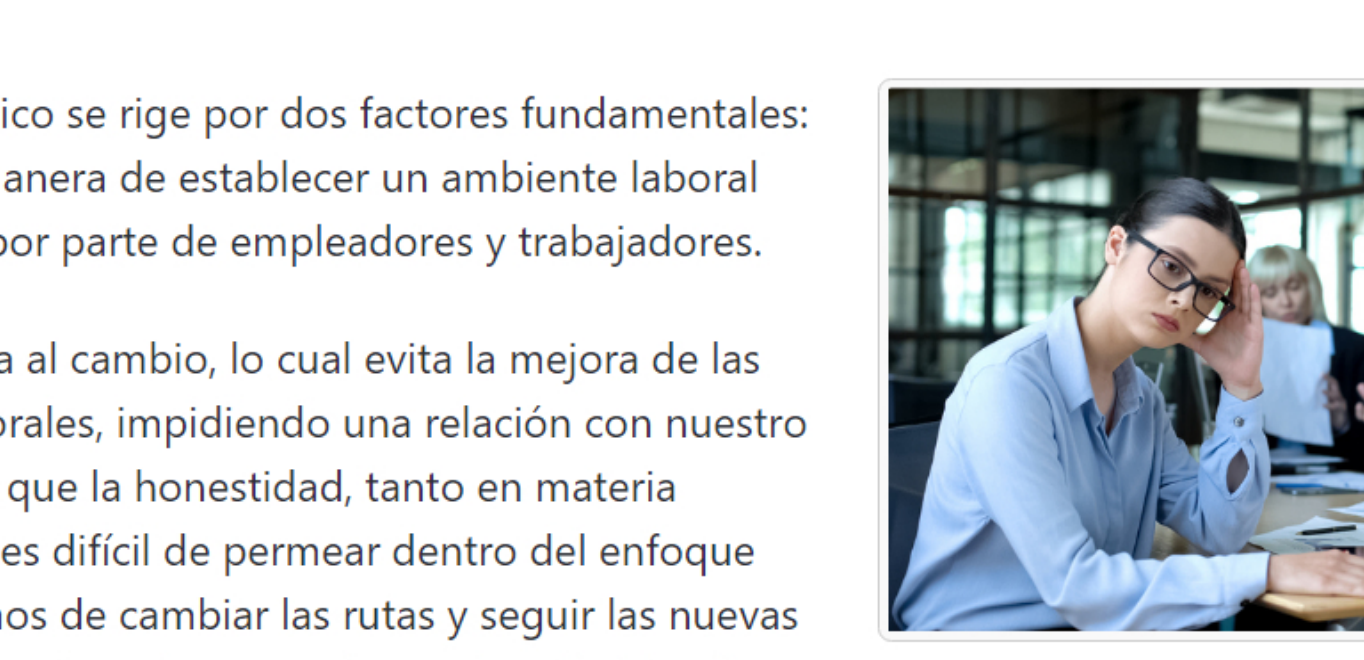 ico se rige por dos factores fundamentales:
anera de establecer un ambiente laboral
por parte de empleadores y trabajadores.
a al cambio, lo cual evita la mejora de las
orales, impidiendo una relación con nuestro
que la honestidad, tanto en materia
es difícil de permear dentro del enfoque
nos de cambiar las rutas y seguir las nuevas